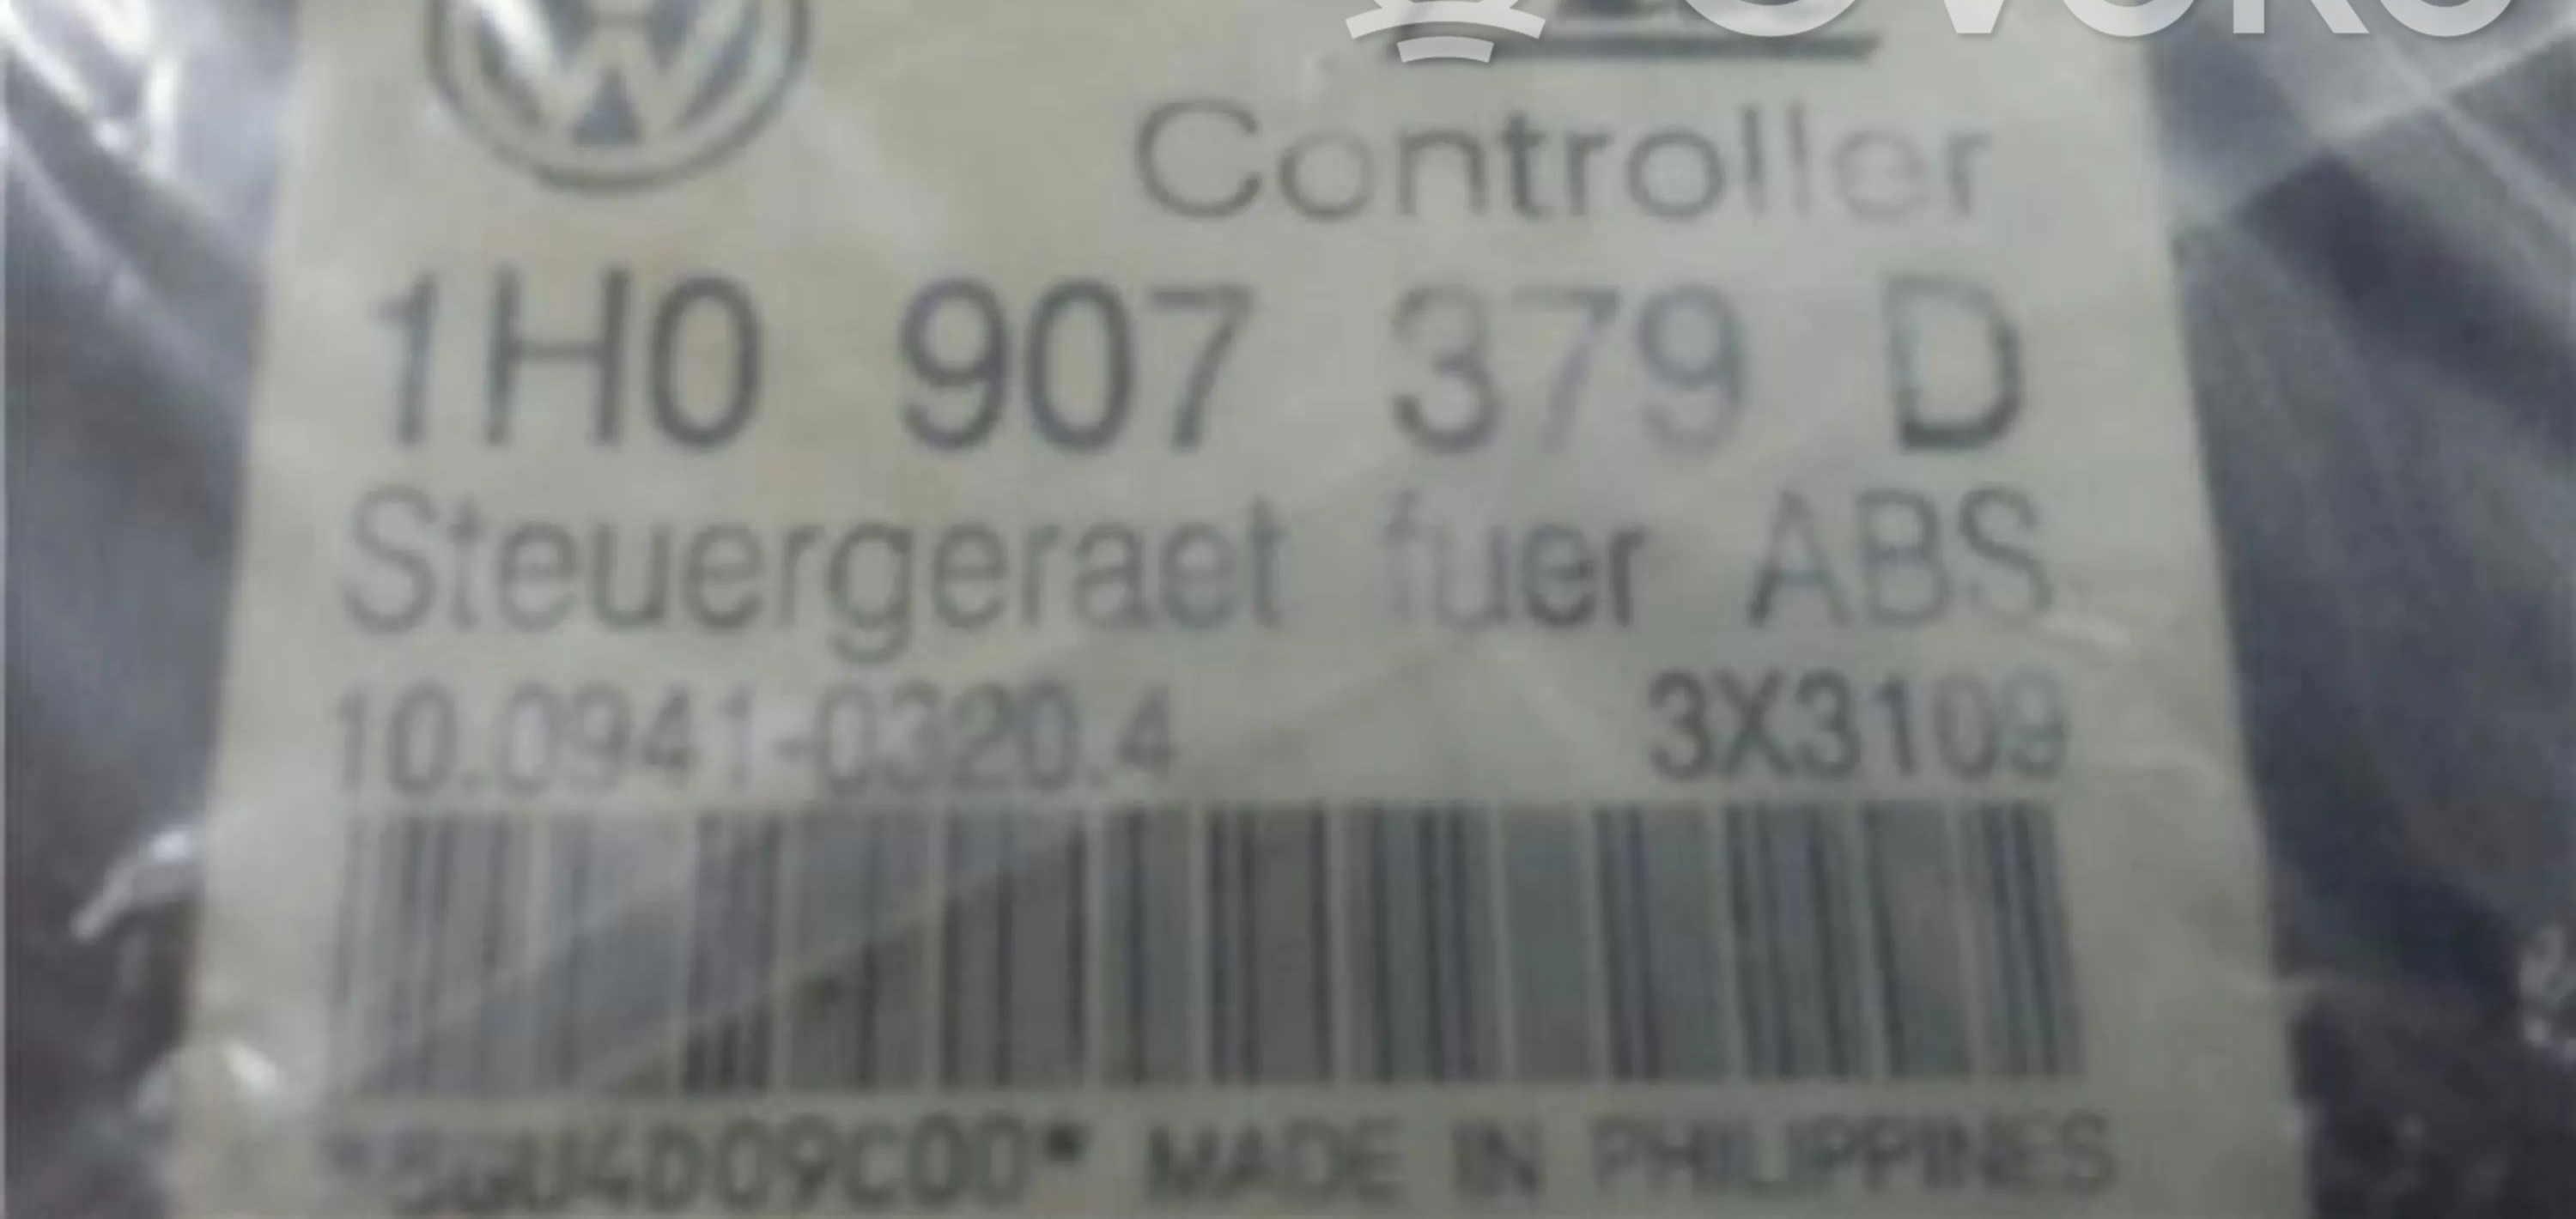 Controller
1H0 907 379 D
Steuergeraet fuer ABS
10.0941-0320.4 3X3109
MADE IN PHILIPPINES